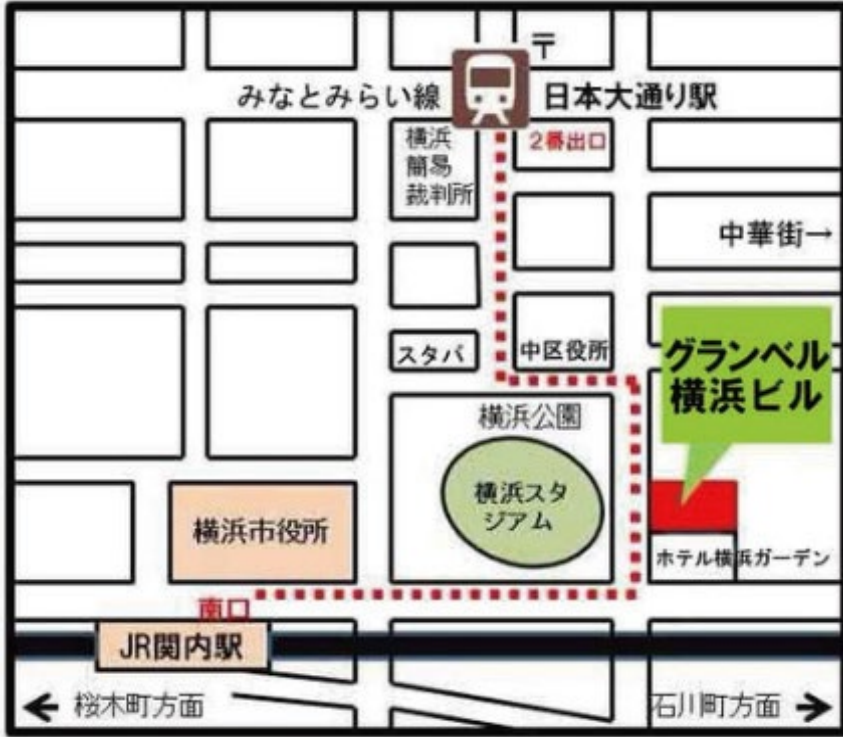 〒
みなとみらい線
日本大通り駅
横浜
簡易
裁判所
2番出口
中華街→
スタバ
中区役所
グランベル
横浜ビル
横浜公園
横浜スタ
ジアム
横浜市役所
ホテル横浜ガーデン
南口
JR関内駅
← 桜木町方面
石川町方面 →